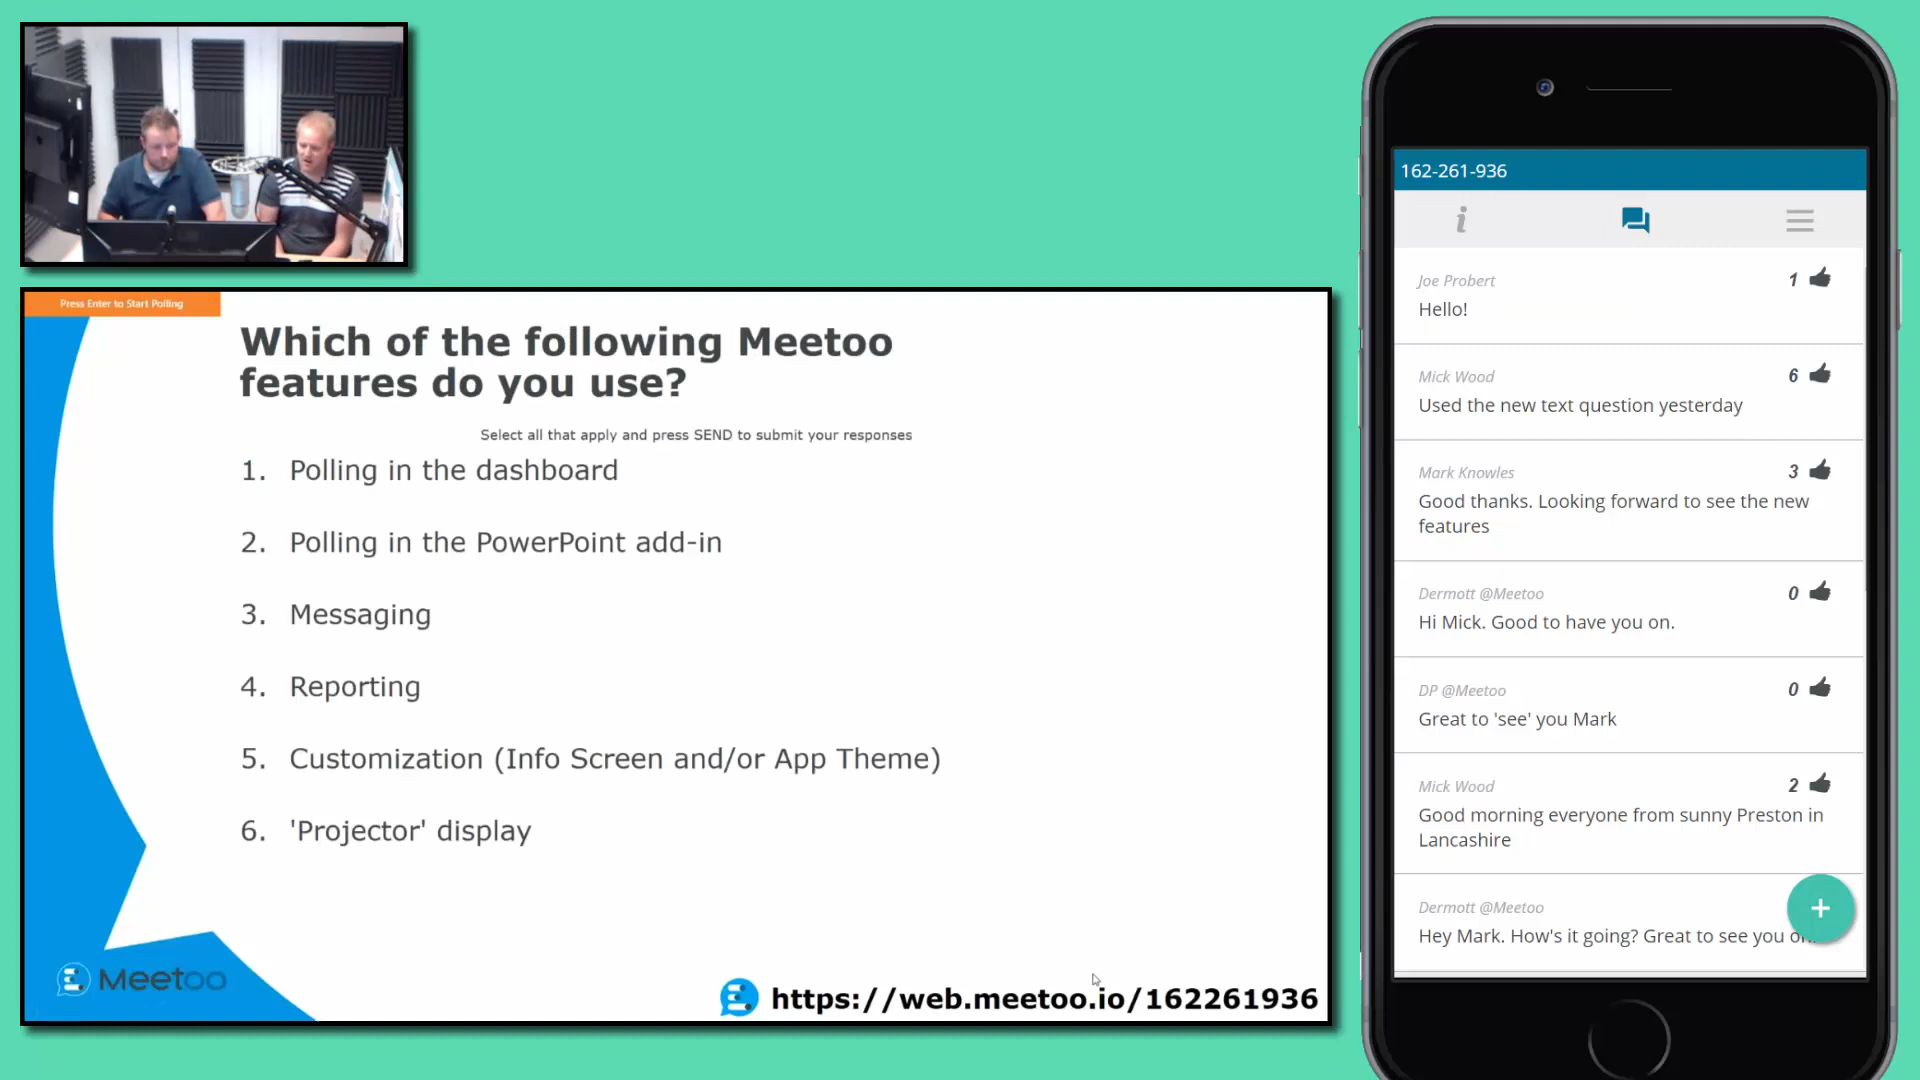 Press Enter to Start Polling
Which of the following Meetoo
features do you use?
Select all that apply and press SEND to submit your responses
1. Polling in the dashboard
2. Polling in the PowerPoint add-in
3. Messaging
4. Reporting
5. Customization (Info Screen and/or App Theme)
6. 'Projector' display
Meetoo
https://web.meetoo.io/162261936
162-261-936
Joe Probert 1
Hello!
Mick Wood 6
Used the new text question yesterday
Mark Knowles 3
Good thanks. Looking forward to see the new
features
Dermott @Meetoo 0
Hi Mick. Good to have you on.
DP @Meetoo 0
Great to 'see' you Mark
Mick Wood 2
Good morning everyone from sunny Preston in
Lancashire
Dermott @Meetoo
Hey Mark. How's it going? Great to see you